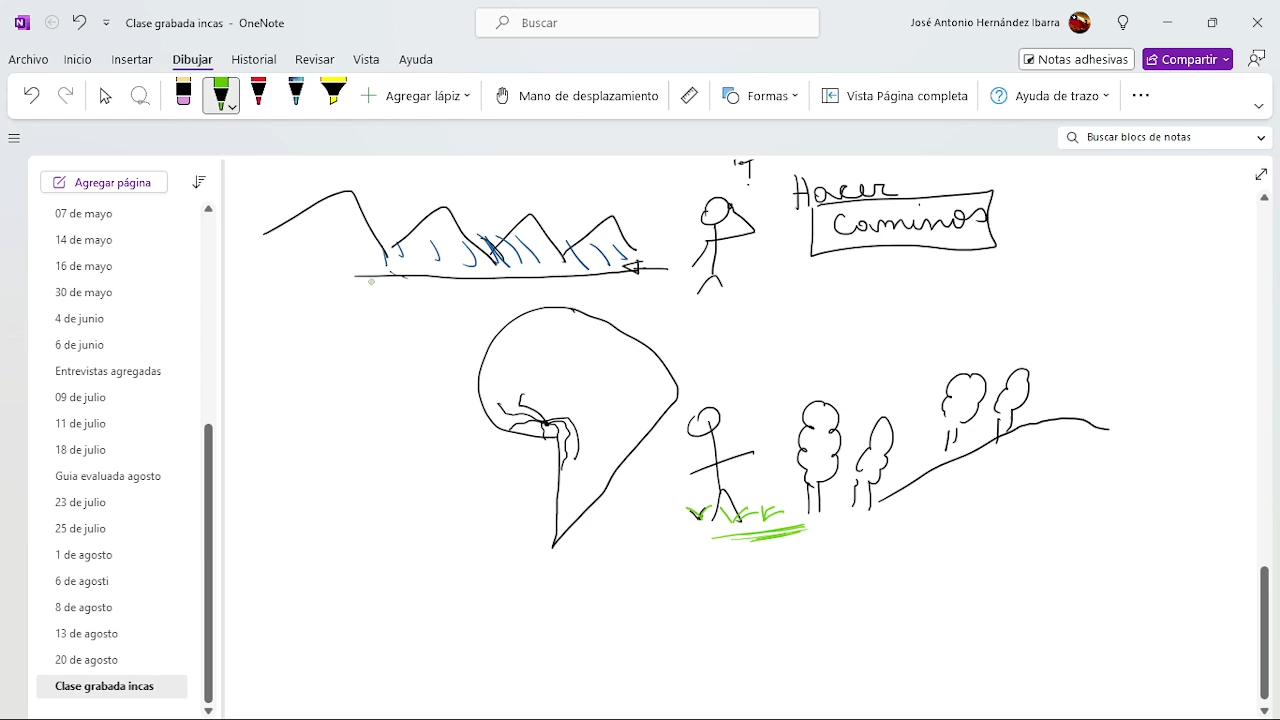 Clase grabada incas - OneNote
Buscar
José Antonio Hernández Ibarra
Archivo
Inicio
Insertar
Dibujar
Historial
Revisar
Vista
Ayuda
Notas adhesivas
Compartir
Agregar lápiz
Mano de desplazamiento
Formas
Vista Página completa
Ayuda de trazo
Buscar blocs de notas
Agregar página
07 de mayo
14 de mayo
16 de mayo
30 de mayo
4 de junio
6 de junio
Entrevistas agregadas
09 de julio
11 de julio
18 de julio
Guia evaluada agosto
23 de julio
25 de julio
1 de agosto
6 de agosti
8 de agosto
13 de agosto
20 de agosto
Clase grabada incas
Hacer
Caminos